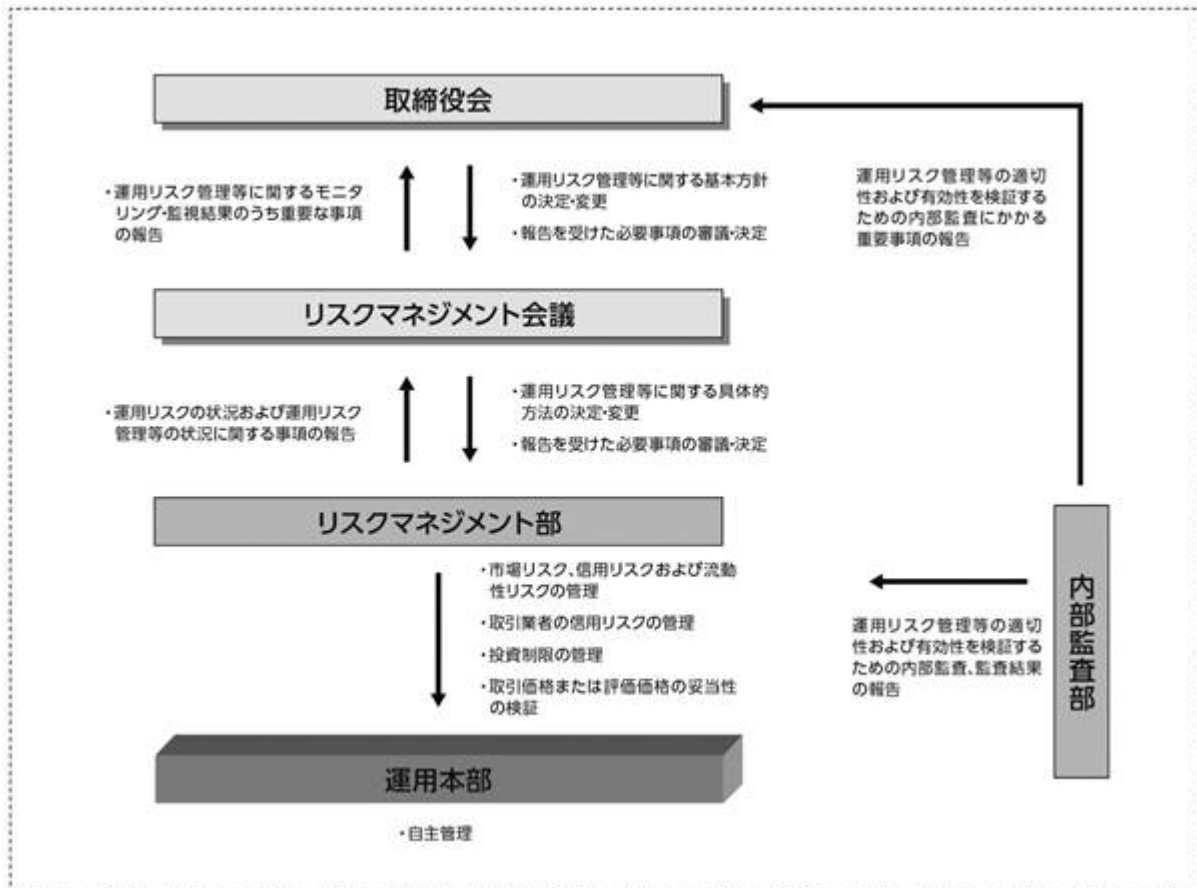 取締役会
・運用リスク管理等に関するモニタ
リング・監視結果のうち重要な事項
の報告
・運用リスク管理等に関する基本方針
の決定・変更
・報告を受けた必要事項の審議・決定
運用リスク管理等の適切
性および有効性を検証す
るための内部監査にかかる
重要事項の報告
リスクマネジメント会議
・運用リスクの状況および運用リスク
管理等の状況に関する事項の報告
・運用リスク管理等に関する具体的
方法の決定・変更
・報告を受けた必要事項の審議・決定
リスクマネジメント部
・市場リスク、信用リスクおよび流動
性リスクの管理
・取引業者の信用リスクの管理
・投資制限の管理
・取引価格または評価価格の妥当性
の検証
運用リスク管理等の適切
性および有効性を検証する
ための内部監査、監査結果
の報告
内部監査部
運用本部
・自主管理